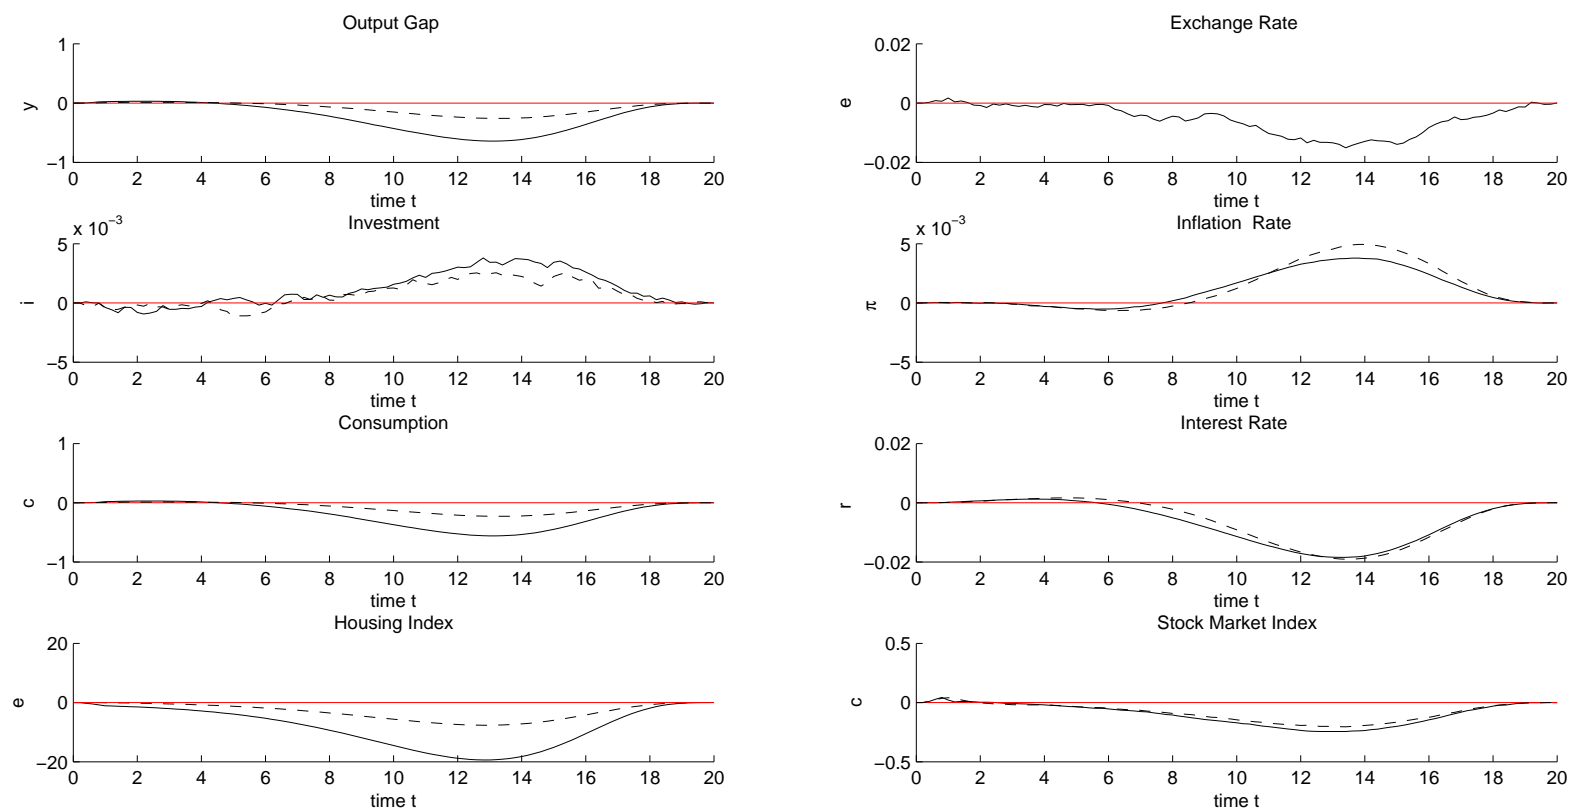 Output Gap
1
0
−1
y
0 2 4 6 8 10 12 14 16 18 20
time t
Exchange Rate
0.02
0
−0.02
e
0 2 4 6 8 10 12 14 16 18 20
time t
Investment
x 10−3
5
0
−5
i
0 2 4 6 8 10 12 14 16 18 20
time t
Inflation Rate
x 10−3
5
0
−5
π
0 2 4 6 8 10 12 14 16 18 20
time t
Consumption
1
0
−1
c
0 2 4 6 8 10 12 14 16 18 20
time t
Interest Rate
0.02
0
−0.02
r
0 2 4 6 8 10 12 14 16 18 20
time t
Housing Index
20
0
−20
e
0 2 4 6 8 10 12 14 16 18 20
time t
Stock Market Index
0.5
0
−0.5
c
0 2 4 6 8 10 12 14 16 18 20
time t